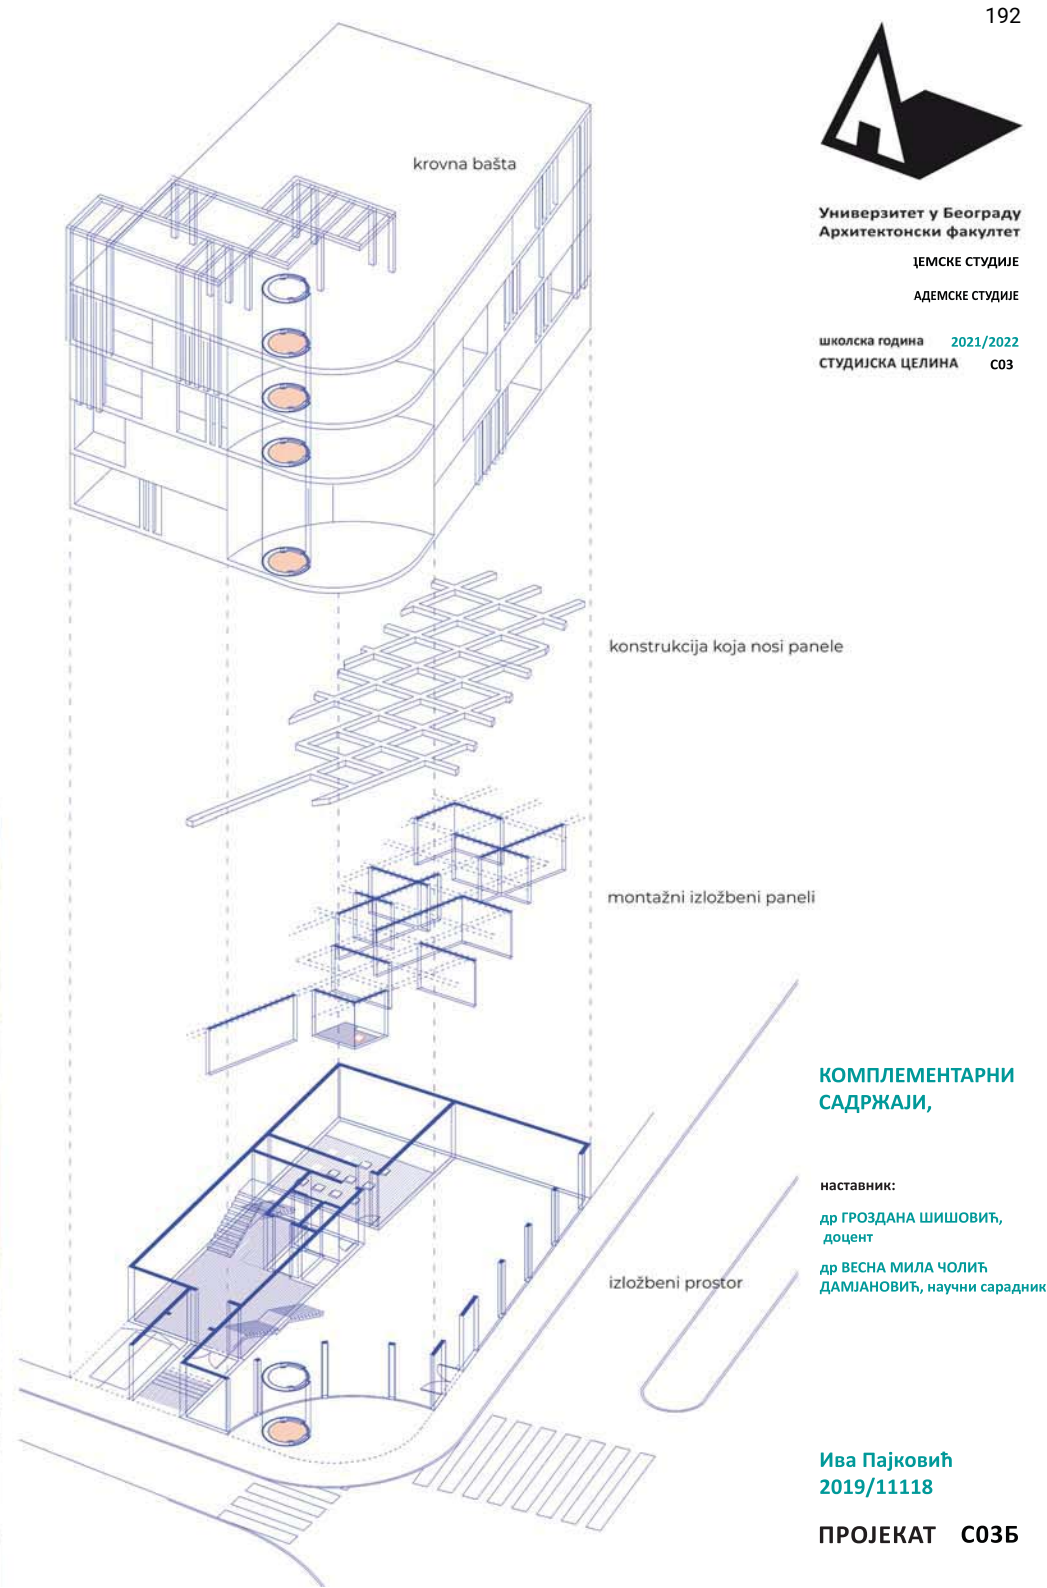 192
krovna bašta
Универзитет у Београду
Архитектонски факултет
ЈЕМСКЕ СТУДИЈЕ
АДЕМСКЕ СТУДИЈЕ
школска година 2021/2022
СТУДИЈСКА ЦЕЛИНА С03
konstrukcija koja nosi panele
montažni izložbeni paneli
КОМПЛЕМЕНТАРНИ
САДРЖАЈИ,
наставник:
др ГРОЗДАНА ШИШОВИЋ,
доцент
др ВЕСНА МИЛА ЧОЛИЋ
ДАМЈАНОВИЋ, научни сарадник
izložbeni prostor
Ива Пајковић
2019/11118
ПРОЈЕКАТ С03Б